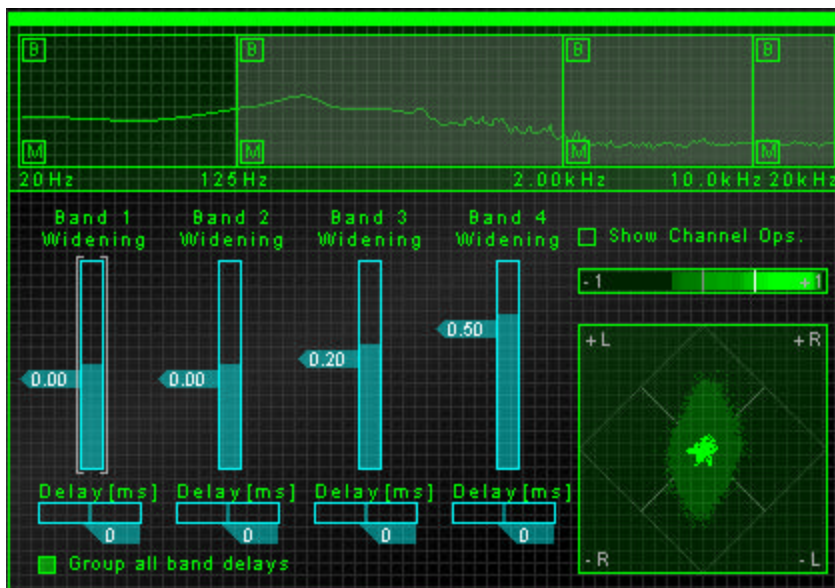 B B B B
M M M M
20Hz 125Hz 2.00kHz 10.0kHz 20kHz
Band 1 Band 2 Band 3 Band 4
Widening Widening Widening Widening
Show Channel Ops.
-1 +1
+L +R
0.50
0.20
0.00 0.00
Delay[ms] Delay[ms] Delay[ms] Delay[ms]
0 0 0 0
-R -L
Group all band delays